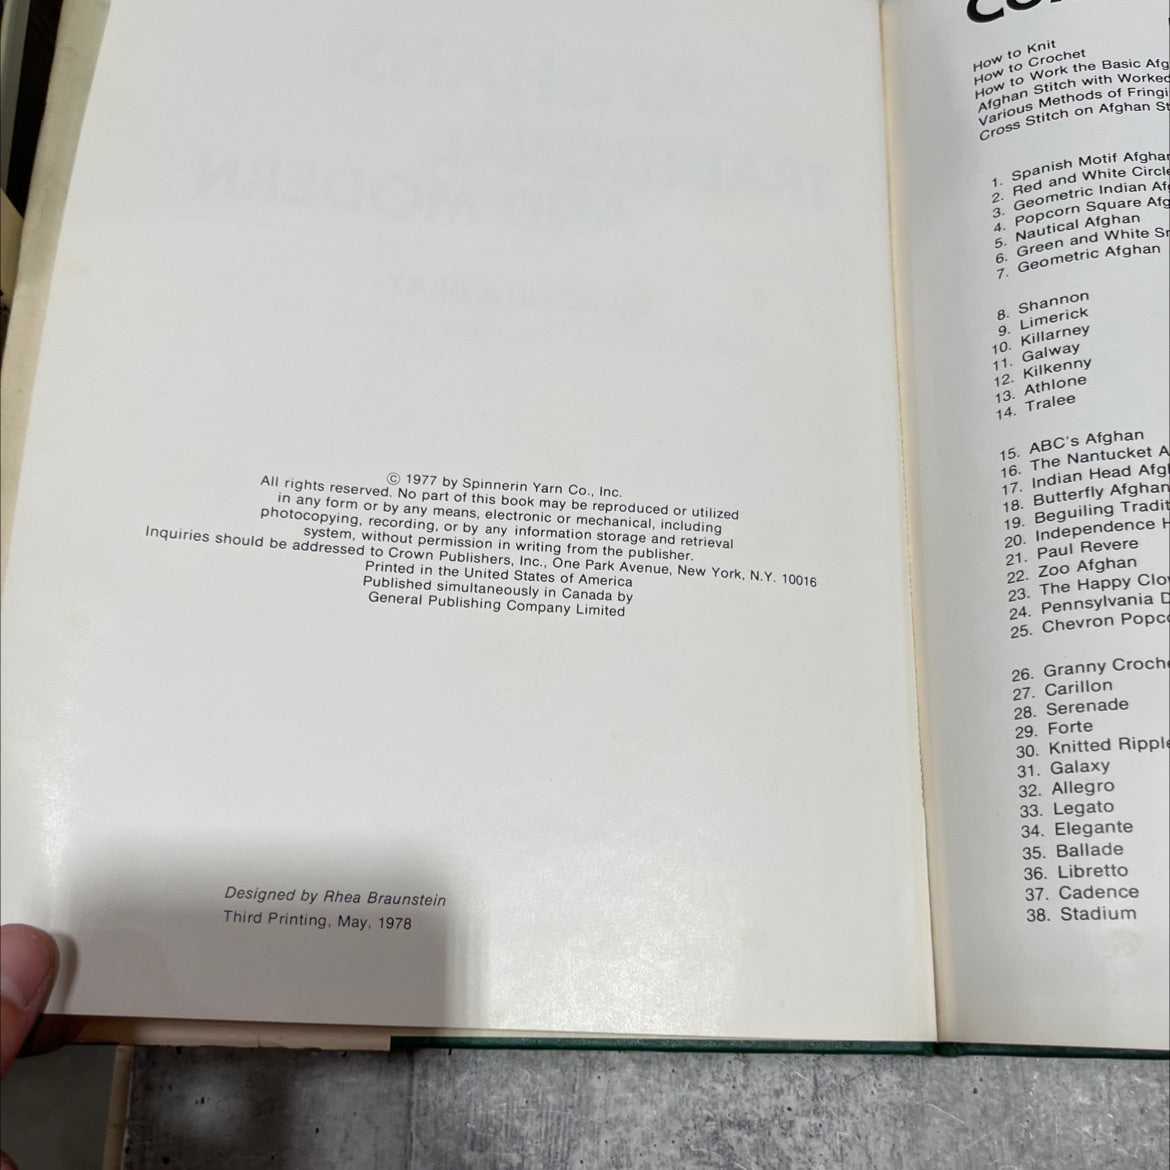 © 1977 by Spinnerin Yarn Co., Inc.
All rights reserved. No part of this book may be reproduced or utilized
in any form or by any means, electronic or mechanical, including
photocopying, recording, or by any information storage and retrieval
system, without permission in writing from the publisher.
Inquiries should be addressed to Crown Publishers, Inc., One Park Avenue, New York, N.Y. 10016
Printed in the United States of America
Published simultaneously in Canada by
General Publishing Company Limited
Designed by Rhea Braunstein
Third Printing, May, 1978
How to Knit
How to Crochet
How to Work the Basic Afg
Afghan Stitch with Worked
Various Methods of Fringi
Cross Stitch on Afghan St
1. Spanish Motif Afghan
2. Red and White Circle
3. Geometric Indian Af
4. Popcorn Square Afg
5. Nautical Afghan
6. Green and White Sn
7. Geometric Afghan
8. Shannon
9. Limerick
10. Killarney
11. Galway
12. Kilkenny
13. Athlone
14. Tralee
15. ABC's Afghan
16. The Nantucket A
17. Indian Head Afgh
18. Butterfly Afghan
19. Beguiling Tradit
20. Independence H
21. Paul Revere
22. Zoo Afghan
23. The Happy Clow
24. Pennsylvania D
25. Chevron Popco
26. Granny Croche
27. Carillon
28. Serenade
29. Forte
30. Knitted Ripple
31. Galaxy
32. Allegro
33. Legato
34. Elegante
35. Ballade
36. Libretto
37. Cadence
38. Stadium